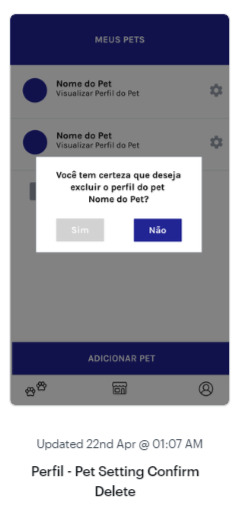 MEUS PETS
Nome do Pet
Visualizar Perfil do Pet
Nome do Pet
Visualizar Perfil do Pet
Você tem certeza que deseja
excluir o perfil do pet
Nome do Pet?
Sim
Não
ADICIONAR PET
Updated 22nd Apr @ 01:07 AM
Perfil - Pet Setting Confirm
Delete